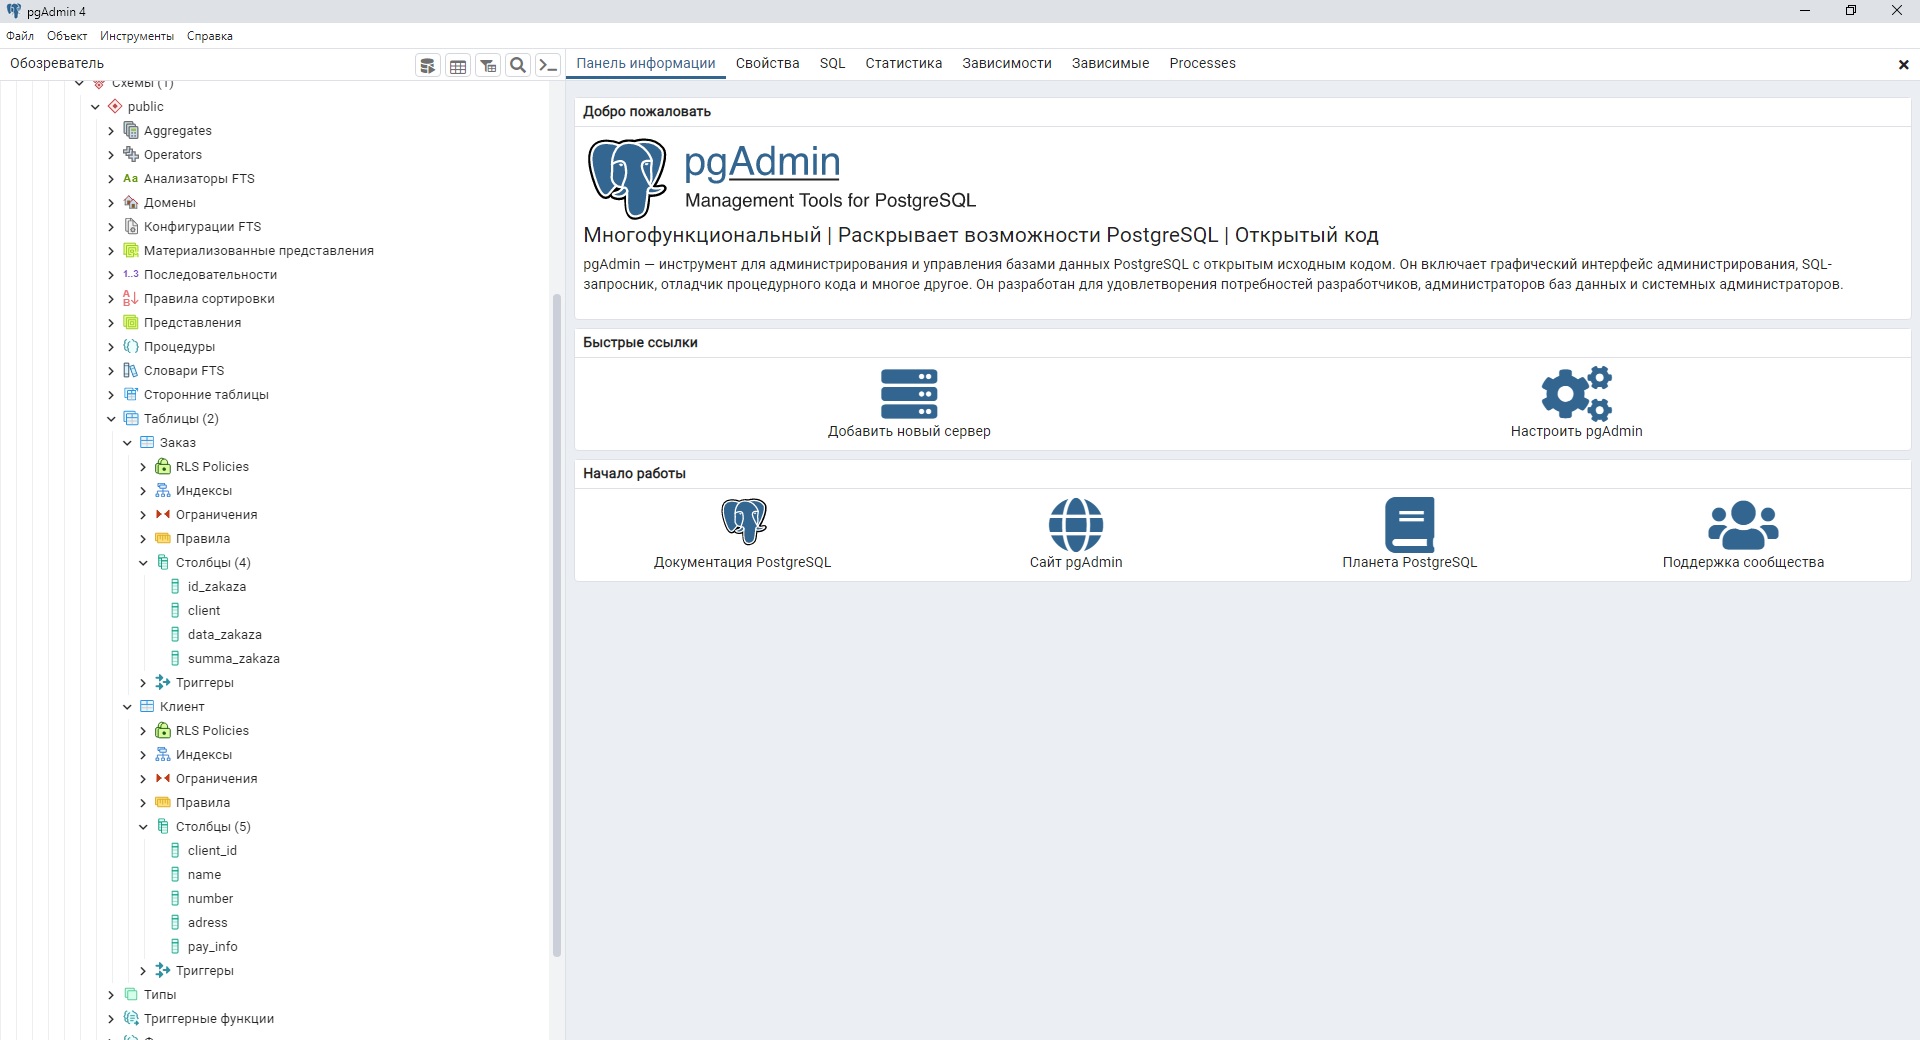 pgAdmin 4
Файл Объект Инструменты Справка
Обозреватель
Схемы (1)
public
Aggregates
Operators
Aa Анализаторы FTS
Домены
Конфигурации FTS
Материализованные представления
1..3 Последовательности
Правила сортировки
Представления
Процедуры
Словари FTS
Сторонние таблицы
Таблицы (2)
Заказ
RLS Policies
Индексы
Ограничения
Правила
Столбцы (4)
id_zakaza
client
data_zakaza
summa_zakaza
Триггеры
Клиент
RLS Policies
Индексы
Ограничения
Правила
Столбцы (5)
client_id
name
number
adress
pay_info
Триггеры
Типы
Триггерные функции
Панель информации Свойства SQL Статистика Зависимости Зависимые Processes
Добро пожаловать
pgAdmin
Management Tools for PostgreSQL
Многофункциональный | Раскрывает возможности PostgreSQL | Открытый код
pgAdmin — инструмент для администрирования и управления базами данных PostgreSQL с открытым исходным кодом. Он включает графический интерфейс администрирования, SQL-
запросник, отладчик процедурного кода и многое другое. Он разработан для удовлетворения потребностей разработчиков, администраторов баз данных и системных администраторов.
Быстрые ссылки
Добавить новый сервер
Настроить pgAdmin
Начало работы
Документация PostgreSQL
Сайт pgAdmin
Планета PostgreSQL
Поддержка сообщества